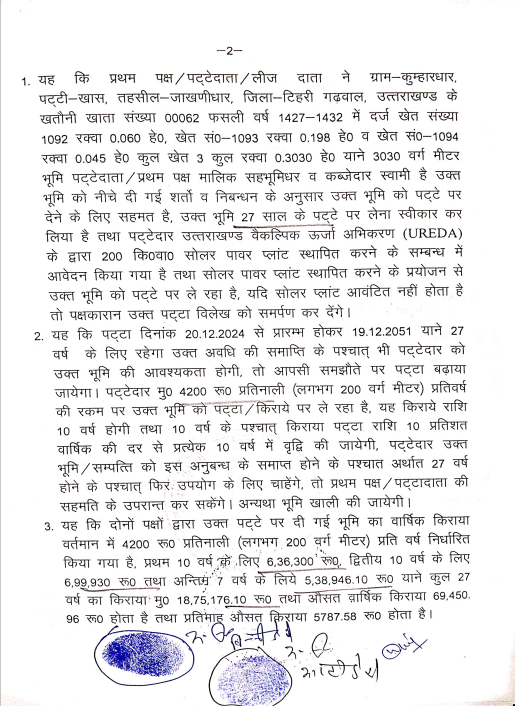 –2–
1. यह कि प्रथम पक्ष/पट्टेदाता/लीज दाता ने ग्राम–कुम्हारधार,
पट्टी–खास, तहसील–जाखणीधार, जिला–टिहरी गढ़वाल, उत्तराखण्ड के
खतौनी खाता संख्या 00062 फसली वर्ष 1427–1432 में दर्ज खेत संख्या
1092 रक्वा 0.060 हे0, खेत सं0–1093 रक्वा 0.198 हे0 व खेत सं0–1094
रक्वा 0.045 हे0 कुल खेत 3 कुल रक्वा 0.3030 हे0 याने 3030 वर्ग मीटर
भूमि पट्टेदाता/प्रथम पक्ष मालिक सहभूमिधर व कब्जेदार स्वामी है उक्त
भूमि को नीचे दी गई शर्तो व निबन्धन के अनुसार उक्त भूमि को पट्टे पर
देने के लिए सहमत है, उक्त भूमि 27 साल के पट्टे पर लेना स्वीकार कर
लिया है तथा पट्टेदार उत्तराखण्ड वैकल्पिक ऊर्जा अभिकरण (UREDA)
के द्वारा 200 कि0वा0 सोलर पावर प्लांट स्थापित करने के सम्बन्ध में
आवेदन किया गया है तथा सोलर पावर प्लांट स्थापित करने के प्रयोजन से
उक्त भूमि को पट्टे पर ले रहा है, यदि सोलर प्लांट आवंटित नहीं होता है
तो पक्षकारान उक्त पट्टा विलेख को समर्पण कर देंगे।
2. यह कि पट्टा दिनांक 20.12.2024 से प्रारम्भ होकर 19.12.2051 याने 27
वर्ष के लिए रहेगा उक्त अवधि की समाप्ति के पश्चात् भी पट्टेदार को
उक्त भूमि की आवश्यकता होगी, तो आपसी समझौते पर पट्टा बढ़ाया
जायेगा। पट्टेदार मु0 4200 रू0 प्रतिनाली (लगभग 200 वर्ग मीटर) प्रतिवर्ष
की रकम पर उक्त भूमि को पट्टा/किराये पर ले रहा है, यह किराये राशि
10 वर्ष होगी तथा 10 वर्ष के पश्चात् किराया पट्टा राशि 10 प्रतिशत
वार्षिक की दर से प्रत्येक 10 वर्ष में वृद्वि की जायेगी, पट्टेदार उक्त
भूमि/सम्पत्ति को इस अनुबन्ध के समाप्त होने के पश्चात अर्थात 27 वर्ष
होने के पश्चात् फिर उपयोग के लिए चाहेंगे, तो प्रथम पक्ष/पट्टादाता की
सहमति के उपरान्त कर सकेंगे। अन्यथा भूमि खाली की जायेगी।
3. यह कि दोनों पक्षों द्वारा उक्त पट्टे पर दी गई भूमि का वार्षिक किराया
वर्तमान में 4200 रू0 प्रतिनाली (लगभग 200 वर्ग मीटर) प्रति वर्ष निर्धारित
किया गया है, प्रथम 10 वर्ष के लिए 6,36,300 रू0, द्वितीय 10 वर्ष के लिए
6,99,930 रू0 तथा अन्तिम 7 वर्ष के लिये 5,38,946.10 रू0 याने कुल 27
वर्ष का किराया मु0 18,75,176.10 रू0 तथा औसत वार्षिक किराया 69,450.
96 रू0 होता है तथा प्रतिमाह औसत किराया 5787.58 रू0 होता है।